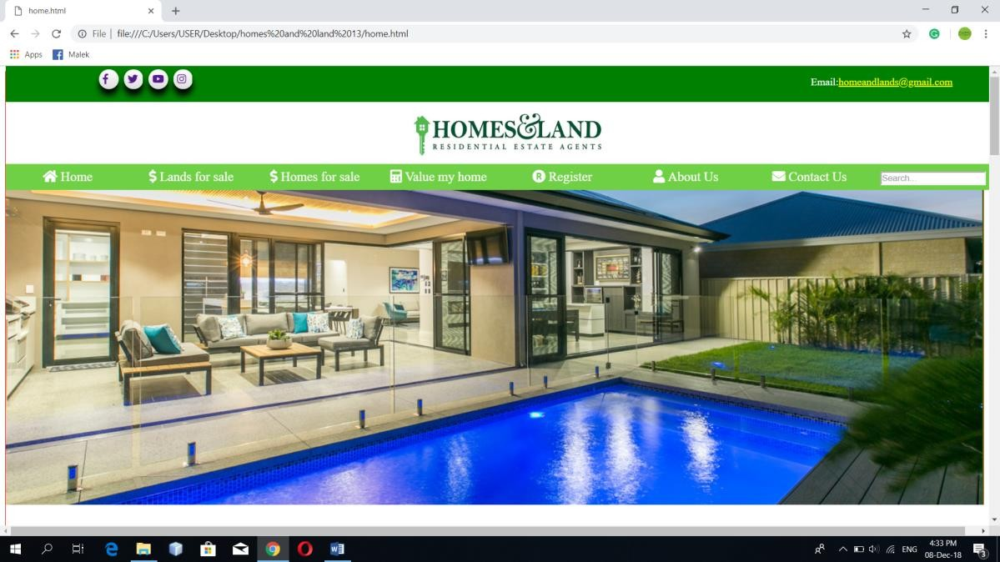 home.html
File | file:///C:/Users/USER/Desktop/homes%20and%20land%2013/home.html
Apps Malek
Email:homeandlands@gmail.com
HOMES&LAND
RESIDENTIAL ESTATE AGENTS
Home $ Lands for sale $ Homes for sale Value my home R Register About Us Contact Us Search...
ENG 4:33 PM
08-Dec-18 3